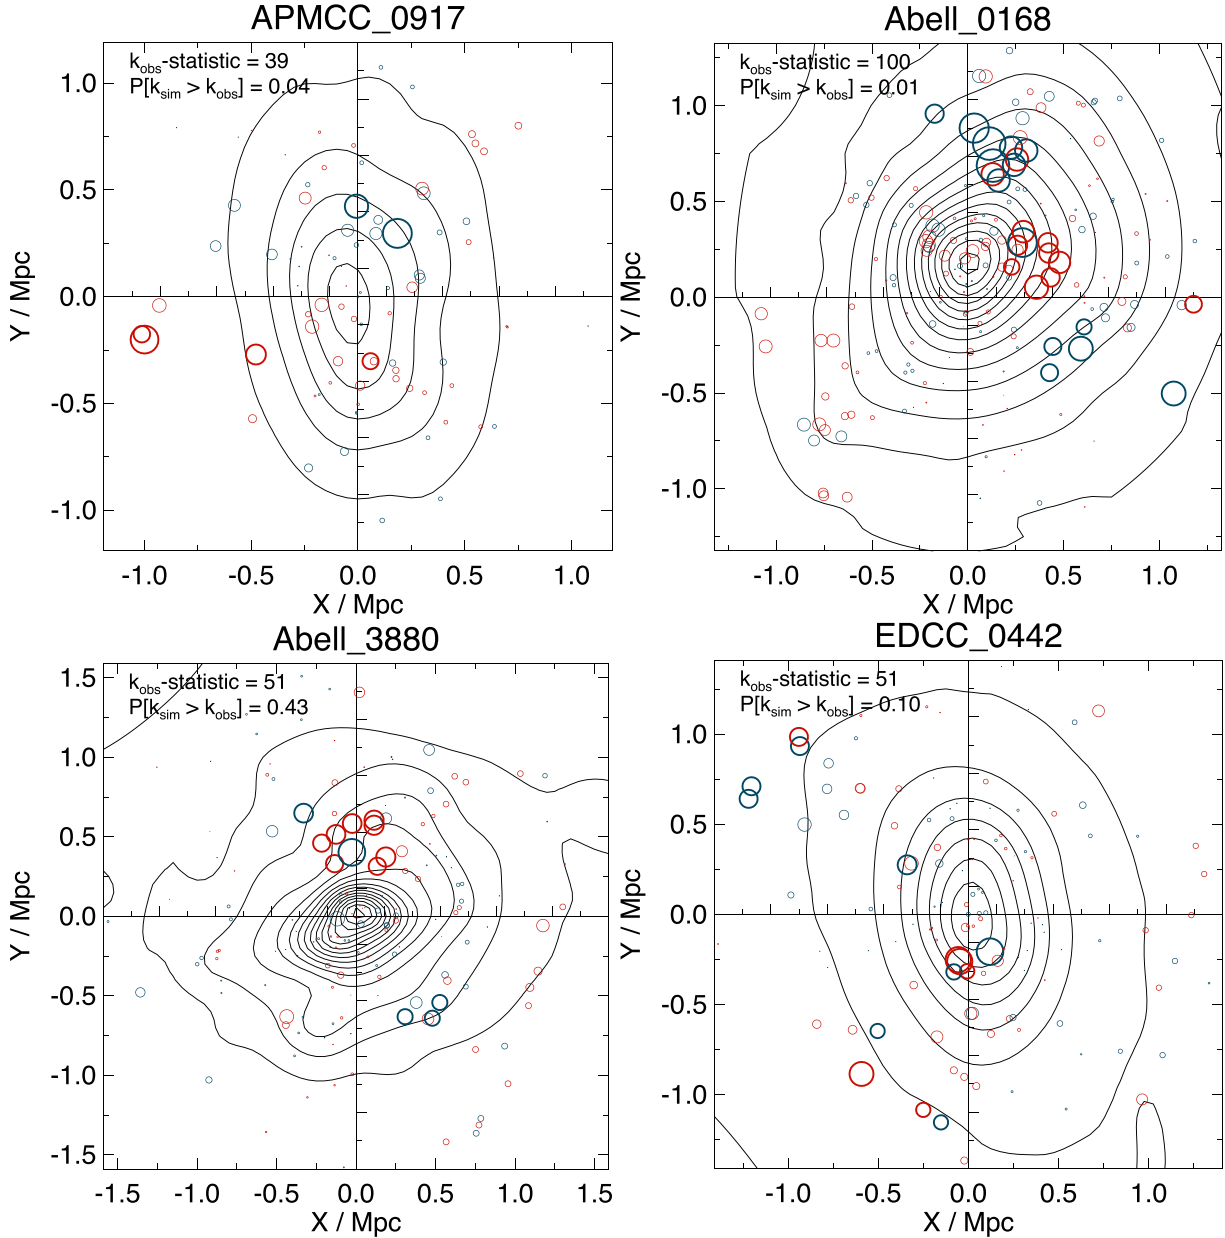 APMCC_0917
k_obs-statistic = 39
P[k_sim > k_obs] = 0.04
1.0
0.5
0.0
-0.5
-1.0
Y / Mpc
-1.0 -0.5 0.0 0.5 1.0
X / Mpc
Abell_0168
k_obs-statistic = 100
P[k_sim > k_obs] = 0.01
1.0
0.5
0.0
-0.5
-1.0
Y / Mpc
-1.0 -0.5 0.0 0.5 1.0
X / Mpc
Abell_3880
k_obs-statistic = 51
P[k_sim > k_obs] = 0.43
1.5
1.0
0.5
0.0
-0.5
-1.0
-1.5
Y / Mpc
-1.5 -1.0 -0.5 0.0 0.5 1.0 1.5
X / Mpc
EDCC_0442
k_obs-statistic = 51
P[k_sim > k_obs] = 0.10
1.0
0.5
0.0
-0.5
-1.0
Y / Mpc
-1.0 -0.5 0.0 0.5 1.0
X / Mpc